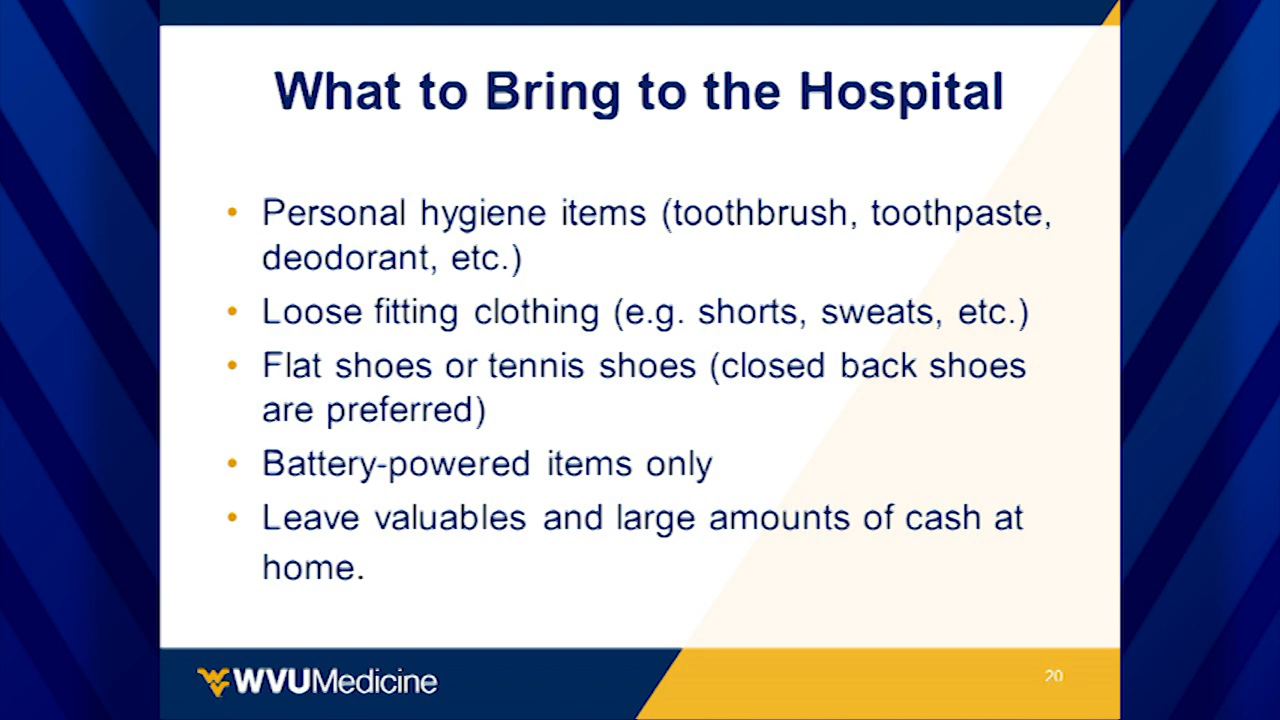 What to Bring to the Hospital
• Personal hygiene items (toothbrush, toothpaste,
deodorant, etc.)
• Loose fitting clothing (e.g. shorts, sweats, etc.)
• Flat shoes or tennis shoes (closed back shoes
are preferred)
• Battery-powered items only
• Leave valuables and large amounts of cash at
home.
WVUMedicine
20